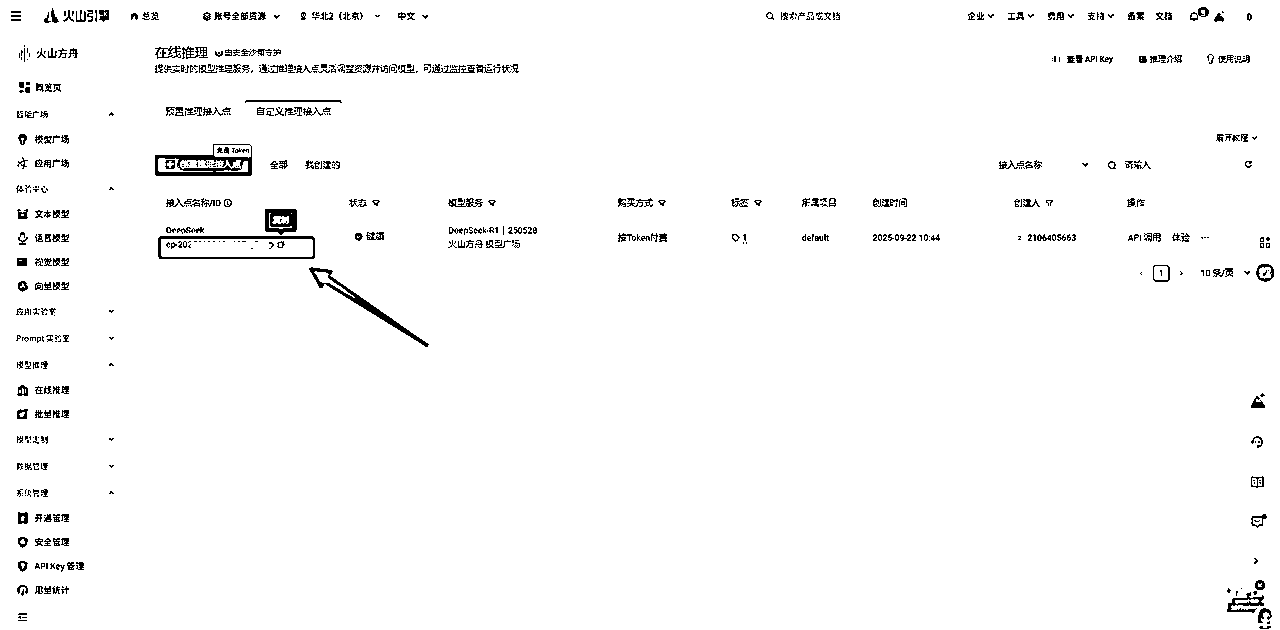 火山引擎 总览 账号全部资源 华北2（北京） 中文 搜索产品或文档 企业 工具 费用 支持 备案 文档
火山方舟
在线推理
提供实时的模型推理服务，通过推理接入点灵活调整资源并访问模型，可通过监控查看运行状况
查看 API Key 推理介绍 使用说明
预置推理接入点 自定义推理接入点
展开教程
免费 Token
创建推理接入点 全部 我创建的
接入点名称 请输入
接入点名称/ID 状态 模型服务 购买方式 标签 所属项目 创建时间 创建人 操作
复制
DeepSeek
ep-202
健康
DeepSeek-R1 | 250528
火山方舟 模型广场
按Token付费 1 default 2025-09-22 10:44 2106405663 API 调用 体验 ···
1 10 条/页
概览页
模型广场
应用广场
体验中心
文本模型
语音模型
视觉模型
向量模型
应用实验室
Prompt 实验室
模型推理
在线推理
批量推理
模型定制
数据管理
系统管理
开通管理
安全管理
API Key 管理
用量统计